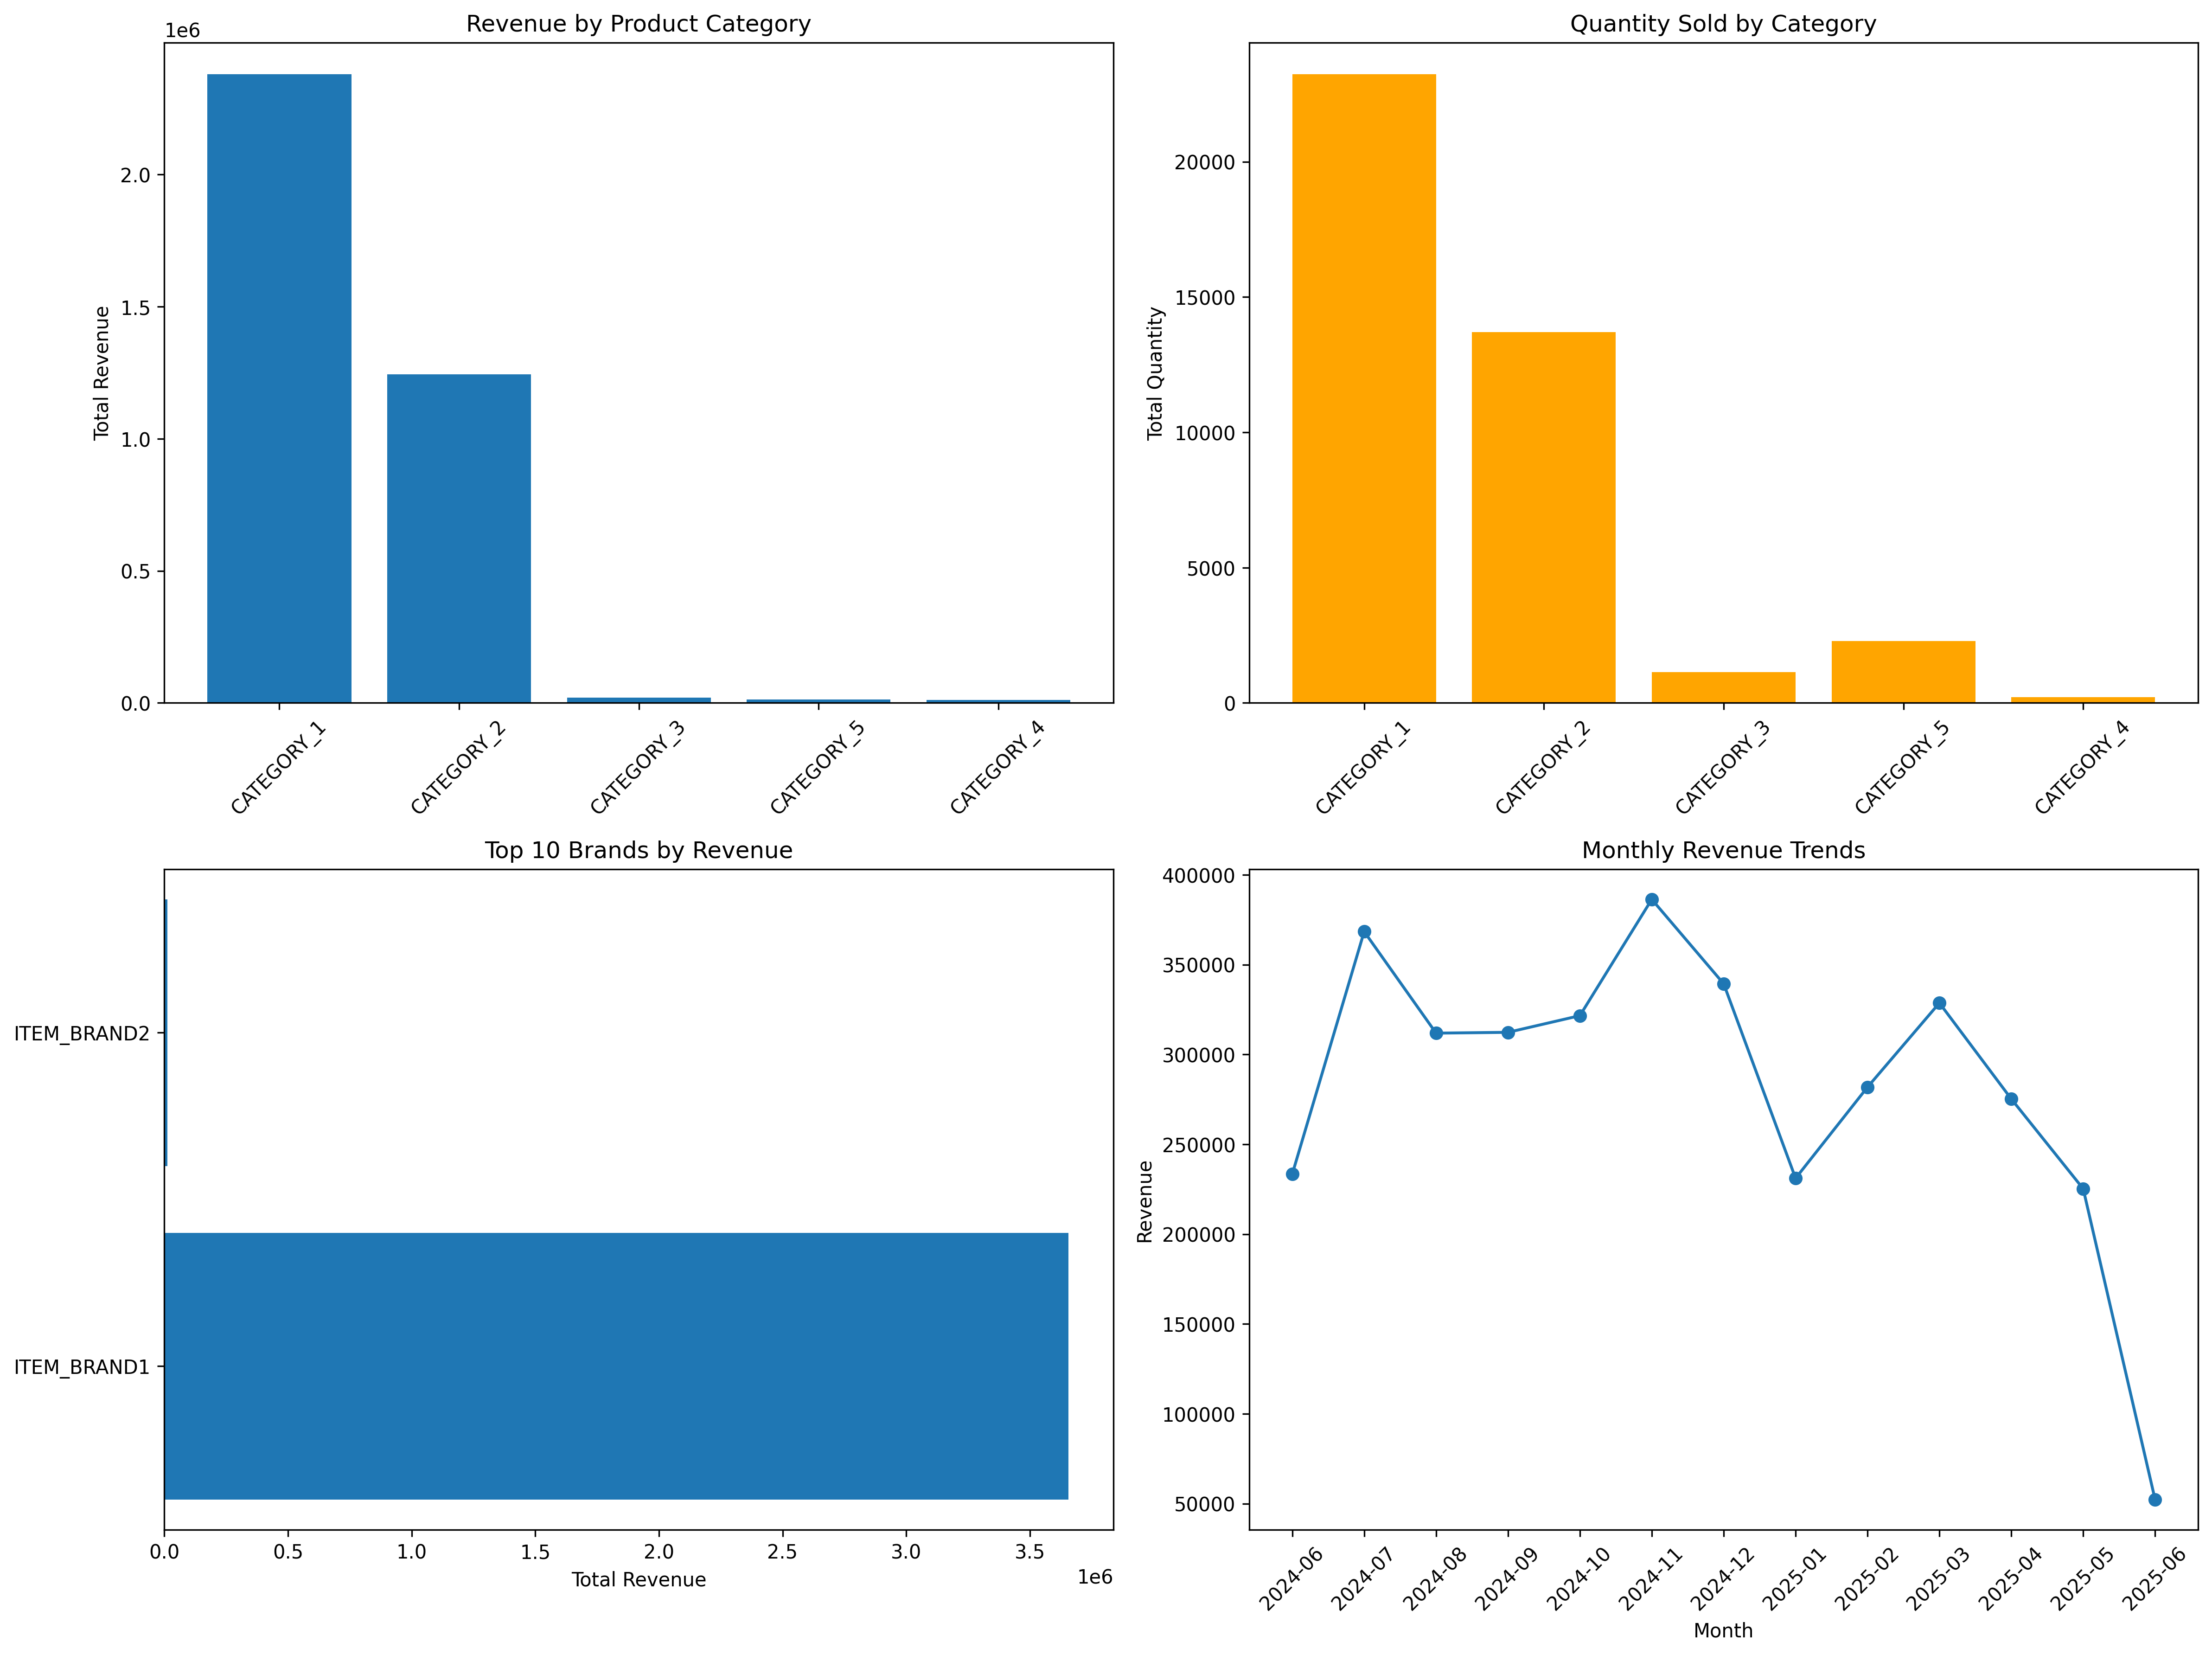 Revenue by Product Category
1e6
Total Revenue
2.0
1.5
1.0
0.5
0.0
CATEGORY_1
CATEGORY_2
CATEGORY_3
CATEGORY_5
CATEGORY_4
Quantity Sold by Category
Total Quantity
20000
15000
10000
5000
0
CATEGORY_1
CATEGORY_2
CATEGORY_3
CATEGORY_5
CATEGORY_4
Top 10 Brands by Revenue
ITEM_BRAND2
ITEM_BRAND1
0.0
0.5
1.0
1.5
2.0
2.5
3.0
3.5
Total Revenue
1e6
Monthly Revenue Trends
Revenue
400000
350000
300000
250000
200000
150000
100000
50000
2024-06
2024-07
2024-08
2024-09
2024-10
2024-11
2024-12
2025-01
2025-02
2025-03
2025-04
2025-05
2025-06
Month